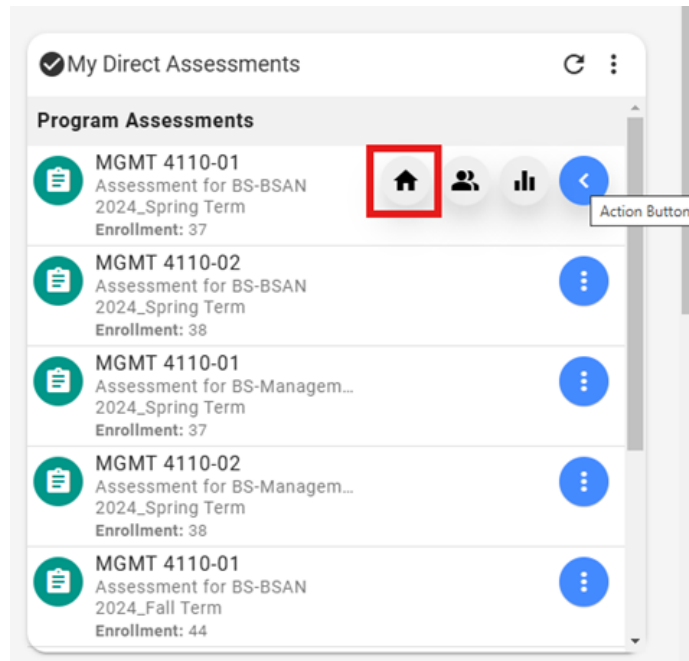 My Direct Assessments
Program Assessments
MGMT 4110-01
Assessment for BS-BSAN
2024_Spring Term
Enrollment: 37
Action Button
MGMT 4110-02
Assessment for BS-BSAN
2024_Spring Term
Enrollment: 38
MGMT 4110-01
Assessment for BS-Managem...
2024_Spring Term
Enrollment: 37
MGMT 4110-02
Assessment for BS-Managem...
2024_Spring Term
Enrollment: 38
MGMT 4110-01
Assessment for BS-BSAN
2024_Fall Term
Enrollment: 44